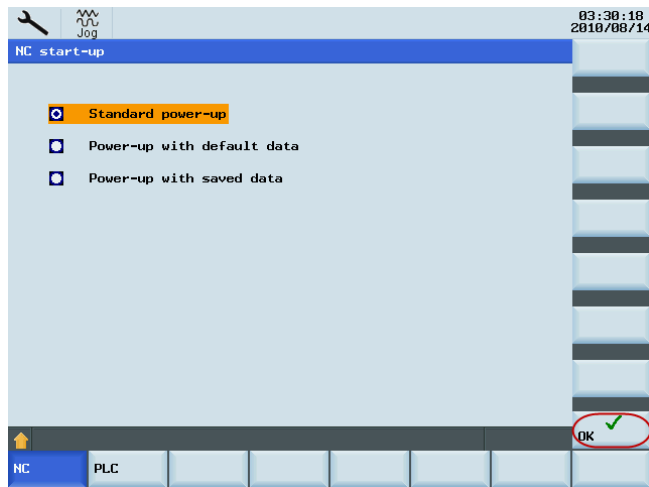 03:30:18
Jog
2010/08/14
NC start-up
Standard power-up
Power-up with default data
Power-up with saved data
OK
NC
PLC